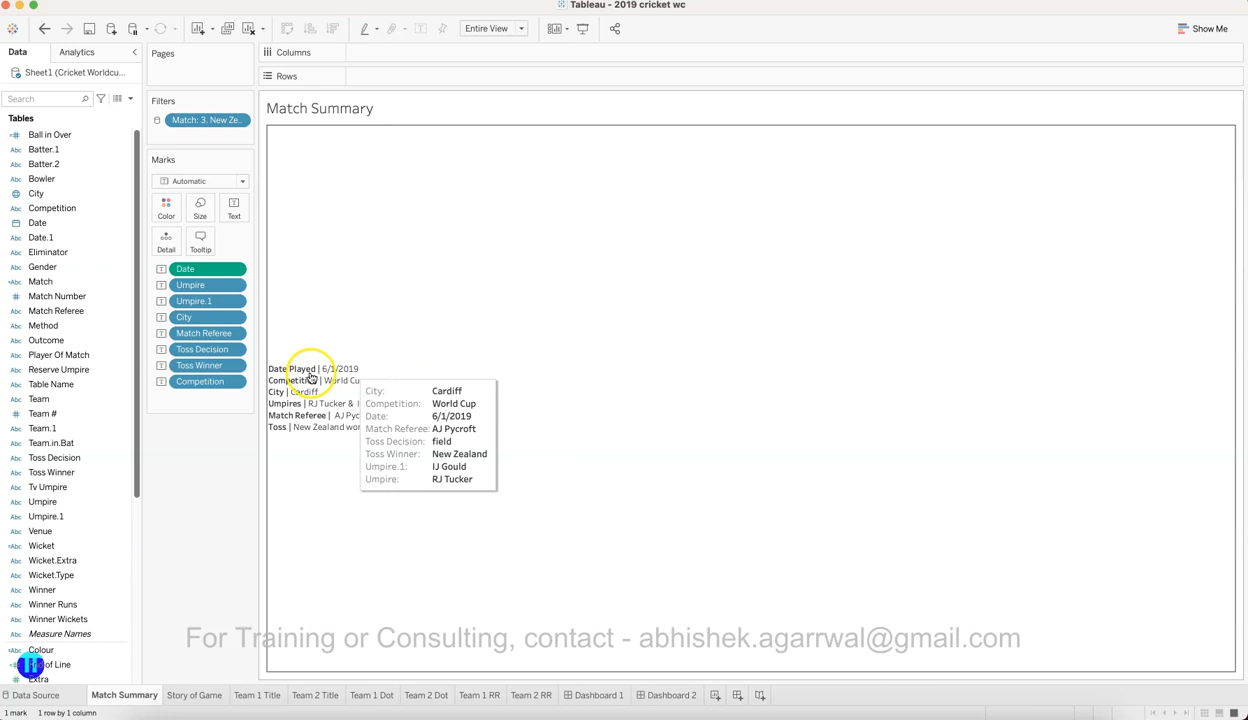 Tableau - 2019 cricket wc
Entire View
Show Me
Data
Analytics
Pages
Columns
Sheet1 (Cricket Worldcu...
Rows
Search
Filters
Match Summary
Tables
Match: 3. New Ze..
Ball in Over
Batter.1
Batter.2
Bowler
City
Competition
Date
Date.1
Eliminator
Gender
Match
Match Number
Match Referee
Method
Outcome
Player Of Match
Reserve Umpire
Table Name
Team
Team #
Team.1
Team.in.Bat
Toss Decision
Toss Winner
Tv Umpire
Umpire
Umpire.1
Venue
Wicket
Wicket.Extra
Wicket.Type
Winner
Winner Runs
Winner Wickets
Measure Names
Colour
of Line
Extra
Marks
Automatic
Color
Size
Text
Detail
Tooltip
Date
Umpire
Umpire.1
City
Match Referee
Toss Decision
Toss Winner
Competition
Date Played | 6/1/2019
Competition | World Cu
City | Cardiff
Umpires | RJ Tucker & I
Match Referee | AJ Pyc
Toss | New Zealand wor
City: Cardiff
Competition: World Cup
Date: 6/1/2019
Match Referee: AJ Pycroft
Toss Decision: field
Toss Winner: New Zealand
Umpire.1: IJ Gould
Umpire: RJ Tucker
For Training or Consulting, contact - abhishek.agarrwal@gmail.com
Data Source
Match Summary
Story of Game
Team 1 Title
Team 2 Title
Team 1 Dot
Team 2 Dot
Team 1 RR
Team 2 RR
Dashboard 1
Dashboard 2
1 mark 1 row by 1 column